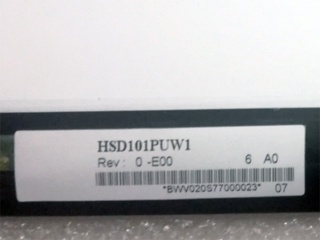 HSD101PUW1
Rev: 0 -E00 6 A0
*BWV020S77000023* 07